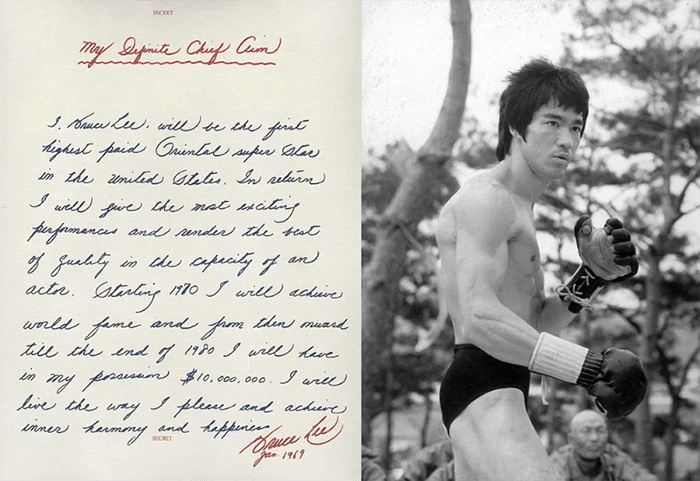 SECRET
My Definite Chief Aim
I, Bruce Lee, will be the first
highest paid Oriental super star
in the United States. In return
I will give the most exciting
performances and render the best
of quality in the capacity of an
actor. Starting 1970 I will achieve
world fame and from then onward
till the end of 1980 I will have
in my possession $10,000,000. I will
live the way I please and achieve
inner harmony and happiness
SECRET
Bruce Lee
Jan. 1969